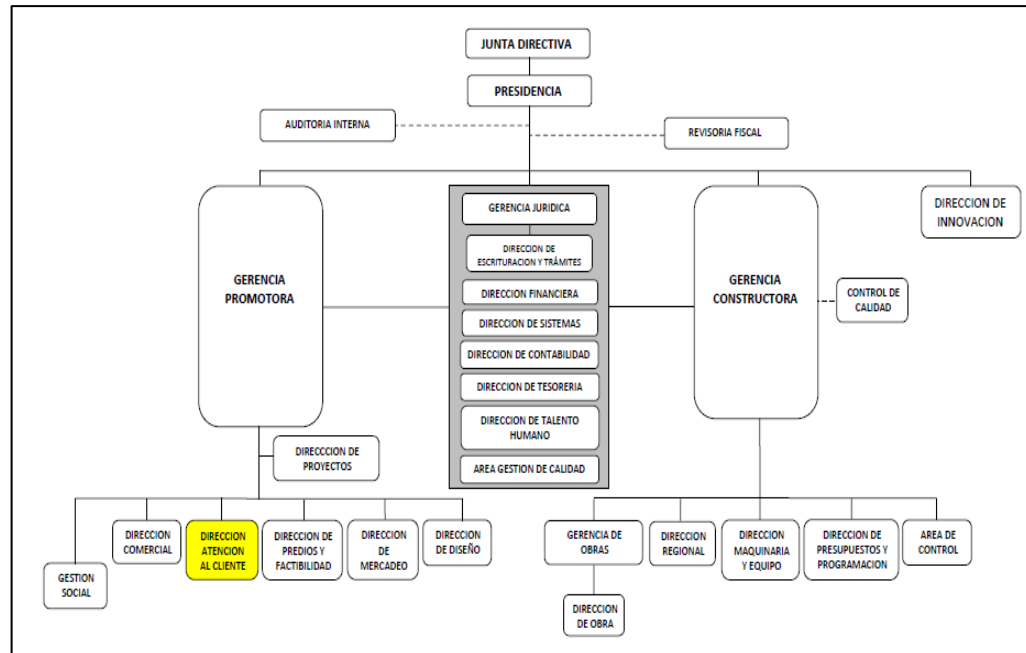 JUNTA DIRECTIVA
PRESIDENCIA
AUDITORIA INTERNA
REVISORIA FISCAL
GERENCIA
PROMOTORA
GERENCIA JURIDICA
DIRECCION DE
ESCRITURACION Y TRÁMITES
DIRECCION FINANCIERA
DIRECCION DE SISTEMAS
DIRECCION DE CONTABILIDAD
DIRECCION DE TESORERIA
DIRECCION DE TALENTO
HUMANO
AREA GESTION DE CALIDAD
GERENCIA
CONSTRUCTORA
DIRECCION DE
INNOVACION
CONTROL DE
CALIDAD
DIRECCCION DE
PROYECTOS
GESTION
SOCIAL
DIRECCION
COMERCIAL
DIRECCION
ATENCION
AL CLIENTE
DIRECCION DE
PREDIOS Y
FACTIBILIDAD
DIRECCION
DE
MERCADEO
DIRECCION
DE DISEÑO
GERENCIA DE
OBRAS
DIRECCION
DE OBRA
DIRECCION
REGIONAL
DIRECCION
MAQUINARIA
Y EQUIPO
DIRECCION DE
PRESUPUESTOS Y
PROGRAMACION
AREA DE
CONTROL